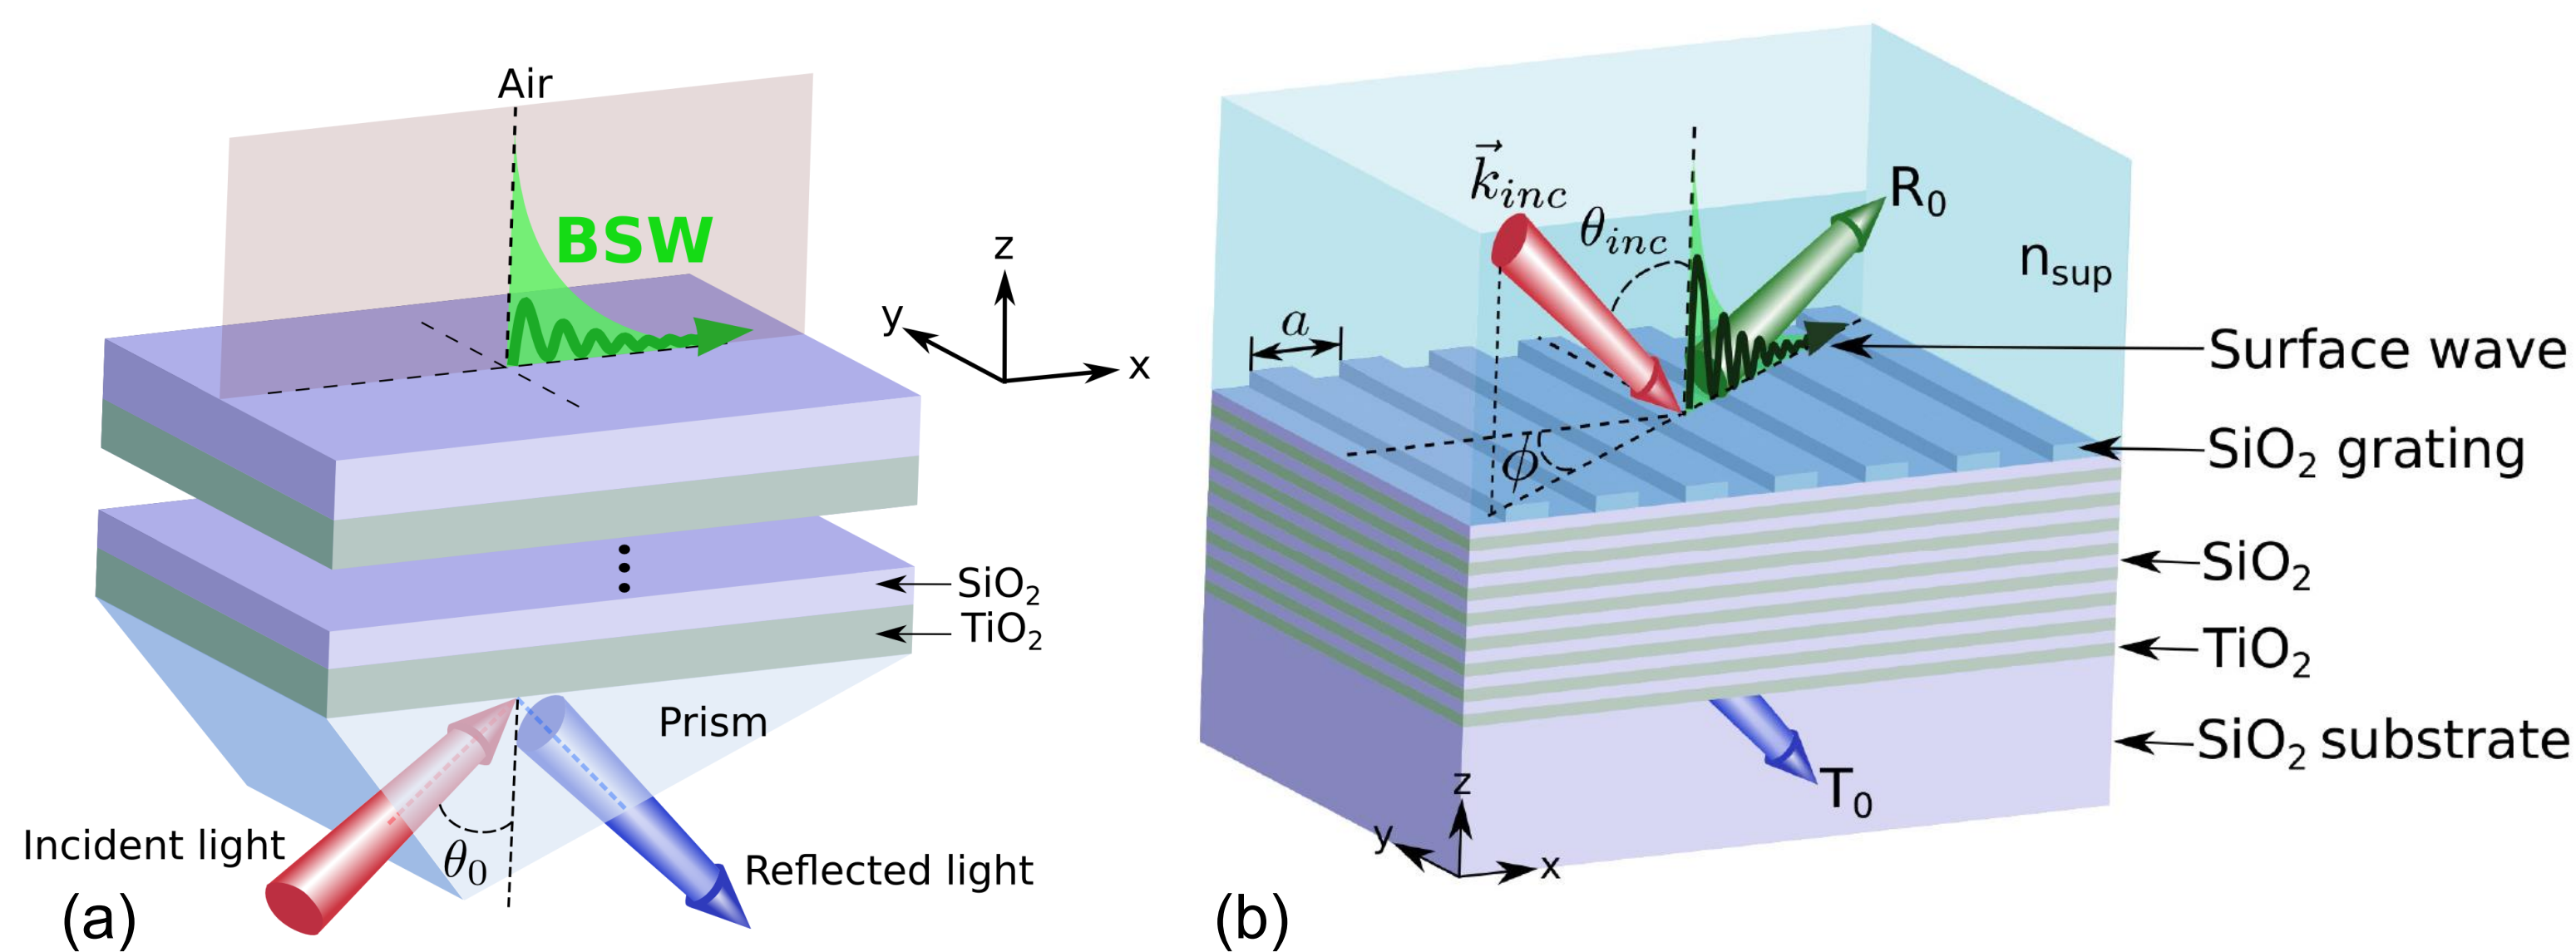 Air
BSW
z
y
x
SiO₂
TiO₂
Prism
Incident light
θ₀
Reflected light
(a)
k⃗inc
θinc
R₀
nsup
a
Surface wave
ϕ
SiO₂ grating
SiO₂
TiO₂
SiO₂ substrate
T₀
z
y
x
(b)